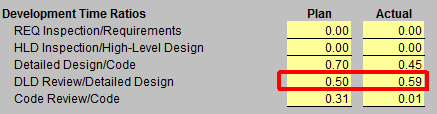 Development Time Ratios Plan Actual
REQ Inspection/Requirements 0.00 0.00
HLD Inspection/High-Level Design 0.00 0.00
Detailed Design/Code 0.70 0.45
DLD Review/Detailed Design 0.50 0.59
Code Review/Code 0.31 0.01